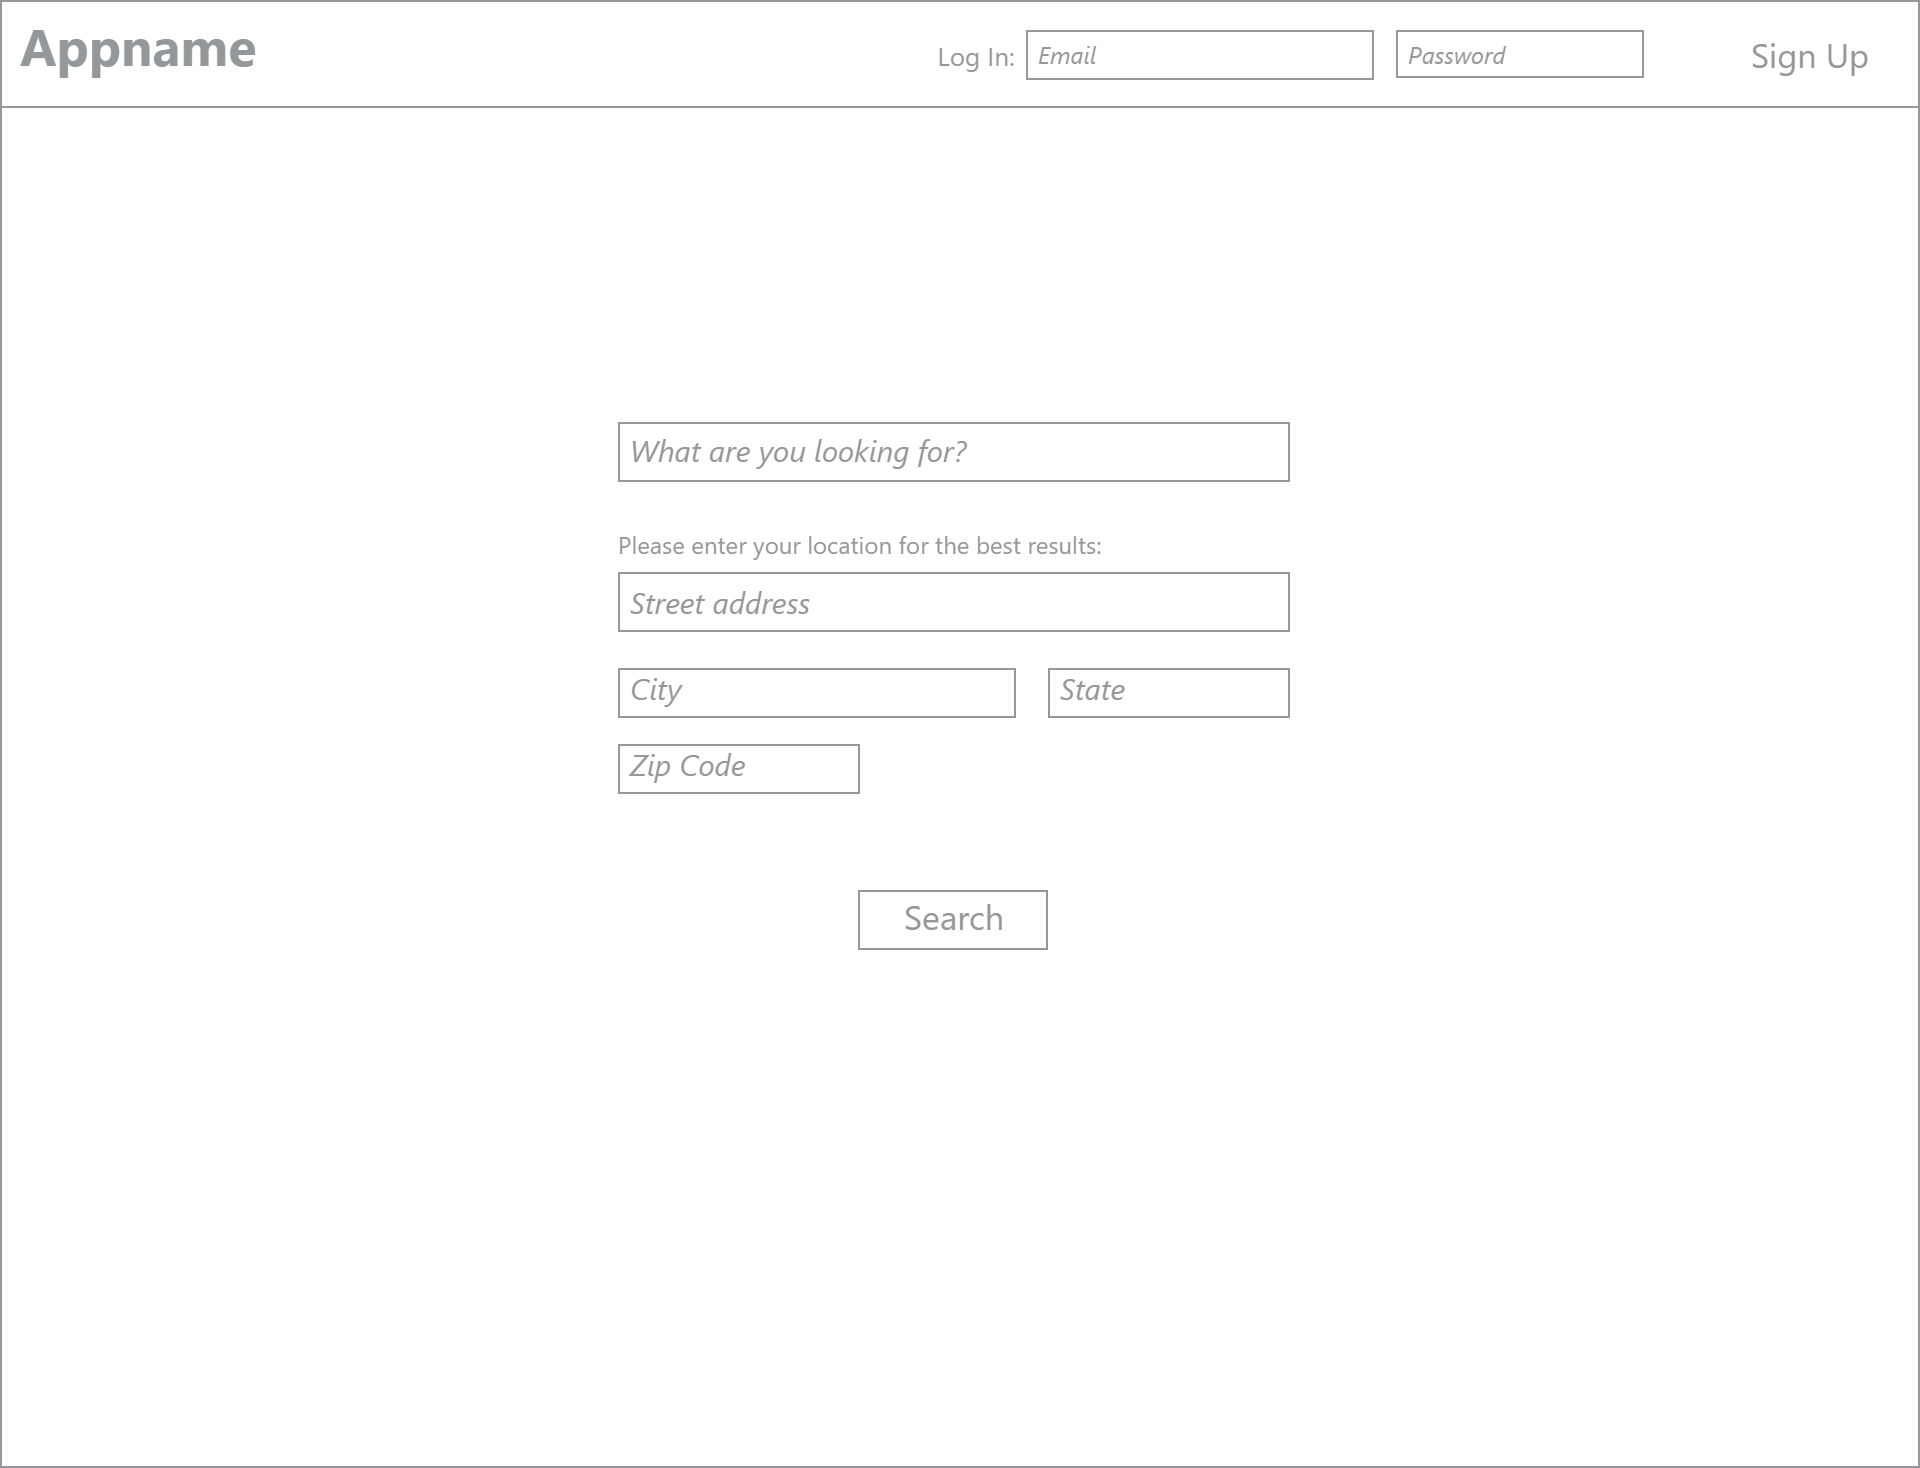 Appname
Log In: Email Password Sign Up
What are you looking for?
Please enter your location for the best results:
Street address
City State
Zip Code
Search